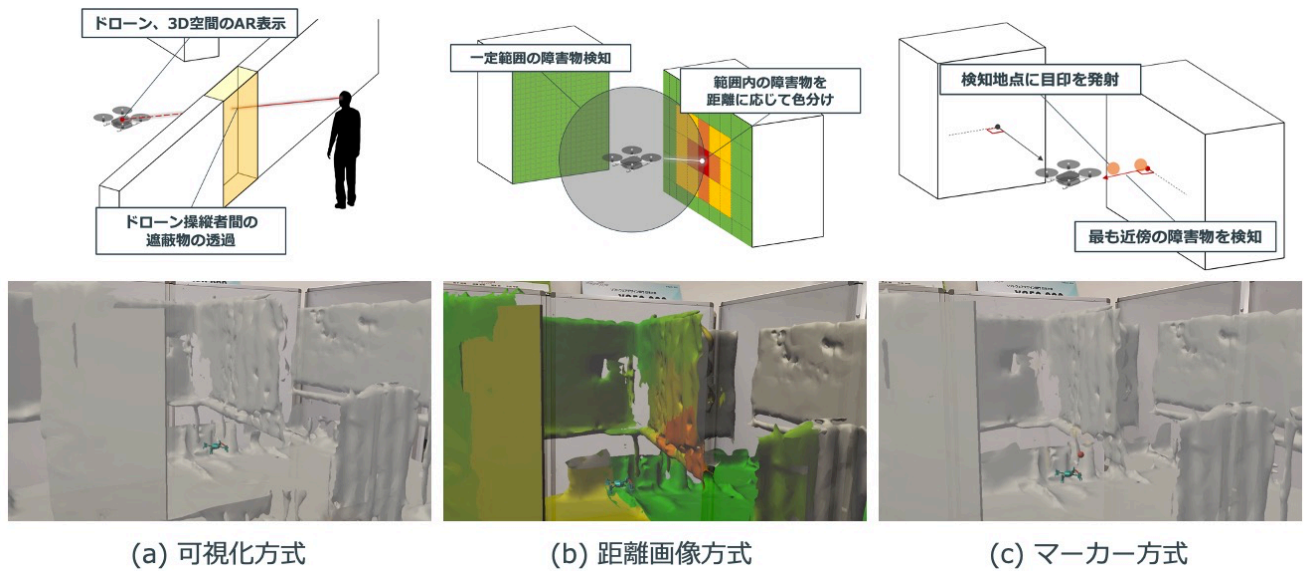 ドローン、3D空間のAR表示
ドローン操縦者間の
遮蔽物の透過
一定範囲の障害物検知
範囲内の障害物を
距離に応じて色分け
検知地点に目印を発射
最も近傍の障害物を検知
(a) 可視化方式
(b) 距離画像方式
(c) マーカー方式